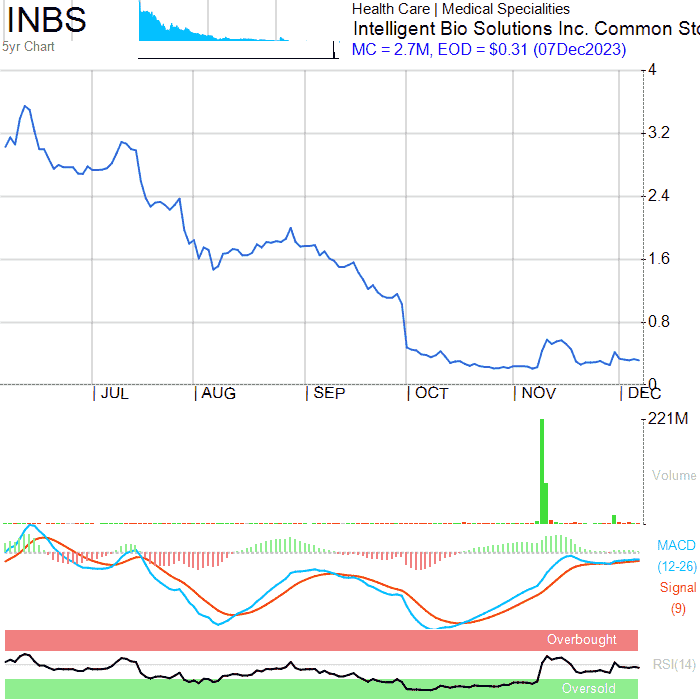 INBS
5yr Chart
Health Care | Medical Specialities
Intelligent Bio Solutions Inc. Common Sto
MC = 2.7M, EOD = $0.31 (07Dec2023)
4
3.2
2.4
1.6
0.8
0
| JUL | AUG | SEP | OCT | NOV | DEC
221M
Volume
MACD
(12-26)
Signal
(9)
Overbought
RSI(14)
Oversold